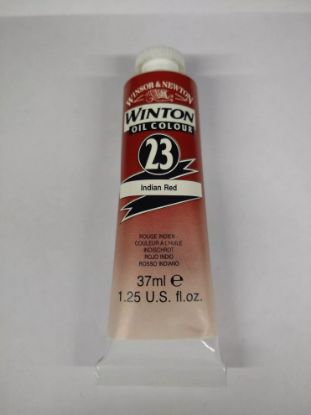 WINSOR & NEWTON
WINTON
OIL COLOUR
23
Indian Red
ROUGE INDIEN -
COULEUR A L'HUILE
INDISCHROT
ROJO INDIO
ROSSO INDIANO
37ml e
1.25 U.S. fl.oz.